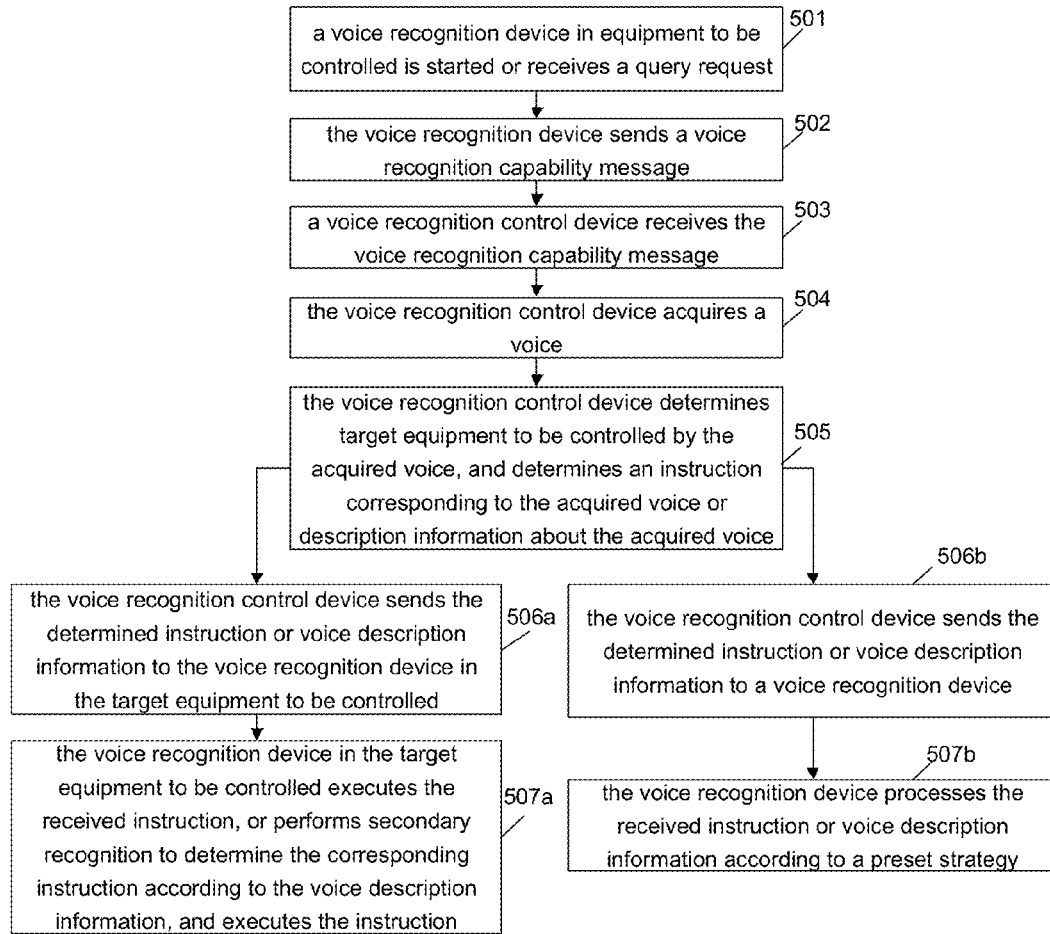 501
a voice recognition device in equipment to be
controlled is started or receives a query request
502
the voice recognition device sends a voice
recognition capability message
503
a voice recognition control device receives the
voice recognition capability message
504
the voice recognition control device acquires a
voice
505
the voice recognition control device determines
target equipment to be controlled by the
acquired voice, and determines an instruction
corresponding to the acquired voice or
description information about the acquired voice
506a
the voice recognition control device sends the
determined instruction or voice description
information to the voice recognition device in
the target equipment to be controlled
506b
the voice recognition control device sends the
determined instruction or voice description
information to a voice recognition device
507a
the voice recognition device in the target
equipment to be controlled executes the
received instruction, or performs secondary
recognition to determine the corresponding
instruction according to the voice description
information, and executes the instruction
507b
the voice recognition device processes the
received instruction or voice description
information according to a preset strategy